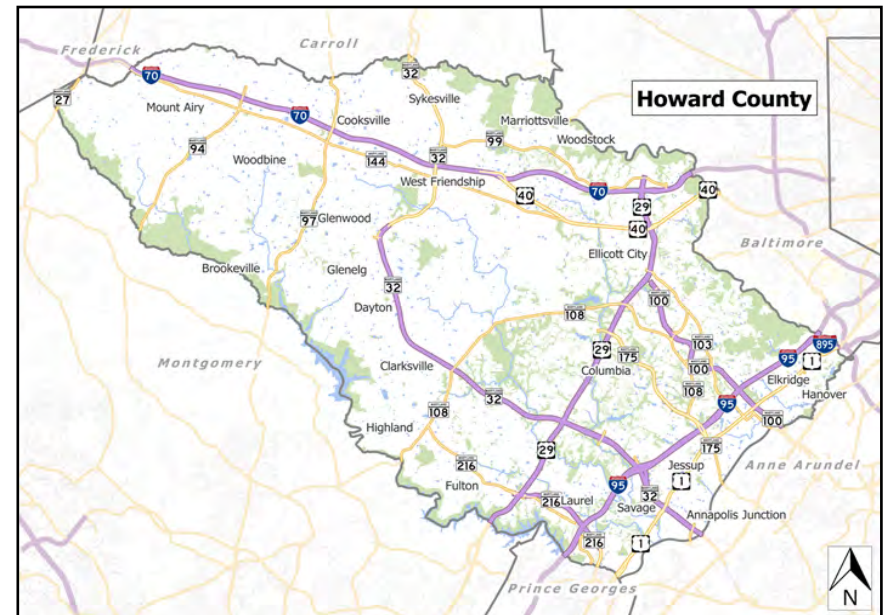 Frederick
Carroll
32
70
27
Mount Airy
Sykesville
Howard County
70
Cooksville
Marriottsville
Woodstock
94
99
32
Woodbine
144
West Friendship
40
70
40
29
97
Glenwood
40
Baltimore
Ellicott City
Brookeville
Glenelg
32
100
Dayton
108
103
895
29
175
95
1
Montgomery
Clarksville
Columbia
100
Elkridge
108
Hanover
32
95
108
100
Highland
29
175
216
Jessup
Anne Arundel
Fulton
95
1
32
216
Laurel
Savage
Annapolis Junction
216
1
Prince Georges
N